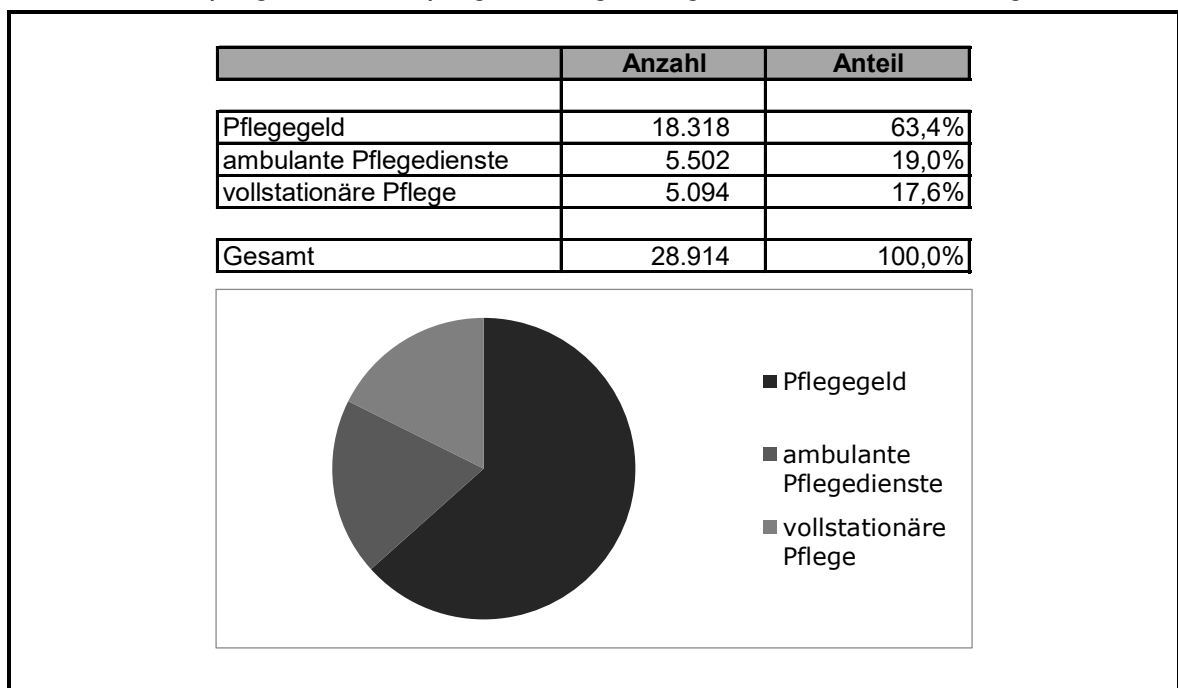 Anzahl Anteil
Pflegegeld 18.318 63,4%
ambulante Pflegedienste 5.502 19,0%
vollstationäre Pflege 5.094 17,6%
Gesamt 28.914 100,0%
Pflegegeld
ambulante
Pflegedienste
vollstationäre
Pflege